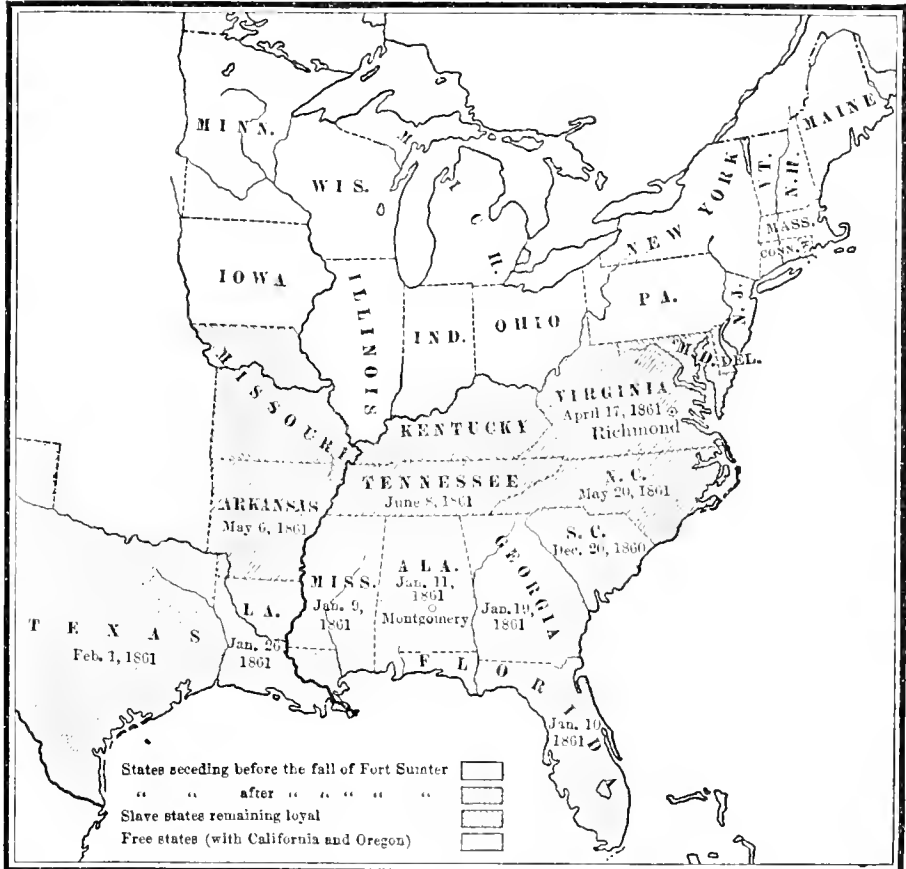 MINN.
WIS.
MICH.
IOWA
ILLINOIS
IND.
OHIO
PA.
NEW YORK
VT.
N.H.
MAINE
MASS.
CONN.
N.J.
MD.
DEL.
MISSOURI
KENTUCKY
VIRGINIA
April 17, 1861
Richmond
TENNESSEE
June 8, 1861
N.C.
May 20, 1861
ARKANSAS
May 6, 1861
S.C.
Dec. 20, 1860
GEORGIA
Jan. 19,
1861
ALA.
Jan. 11,
1861
Montgomery
MISS.
Jan. 9,
1861
LA.
Jan. 26
1861
TEXAS
Feb. 1, 1861
FLORIDA
Jan. 10
1861
States seceding before the fall of Fort Sumter
“ “ after “ “ “ “ “
Slave states remaining loyal
Free states (with California and Oregon)